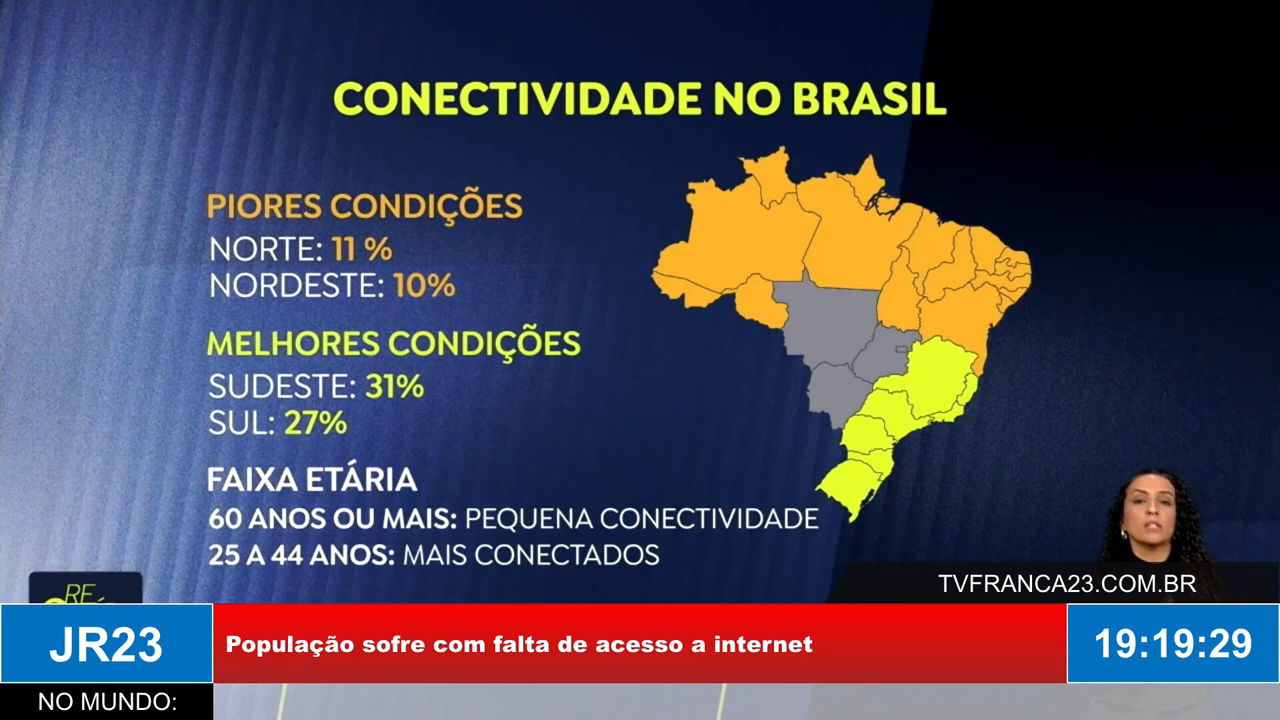 CONECTIVIDADE NO BRASIL
PIORES CONDIÇÕES
NORTE: 11 %
NORDESTE: 10%
MELHORES CONDIÇÕES
SUDESTE: 31%
SUL: 27%
FAIXA ETÁRIA
60 ANOS OU MAIS: PEQUENA CONECTIVIDADE
25 A 44 ANOS: MAIS CONECTADOS
RE
TVFRANCA23.COM.BR
JR23
População sofre com falta de acesso a internet
19:19:29
NO MUNDO: